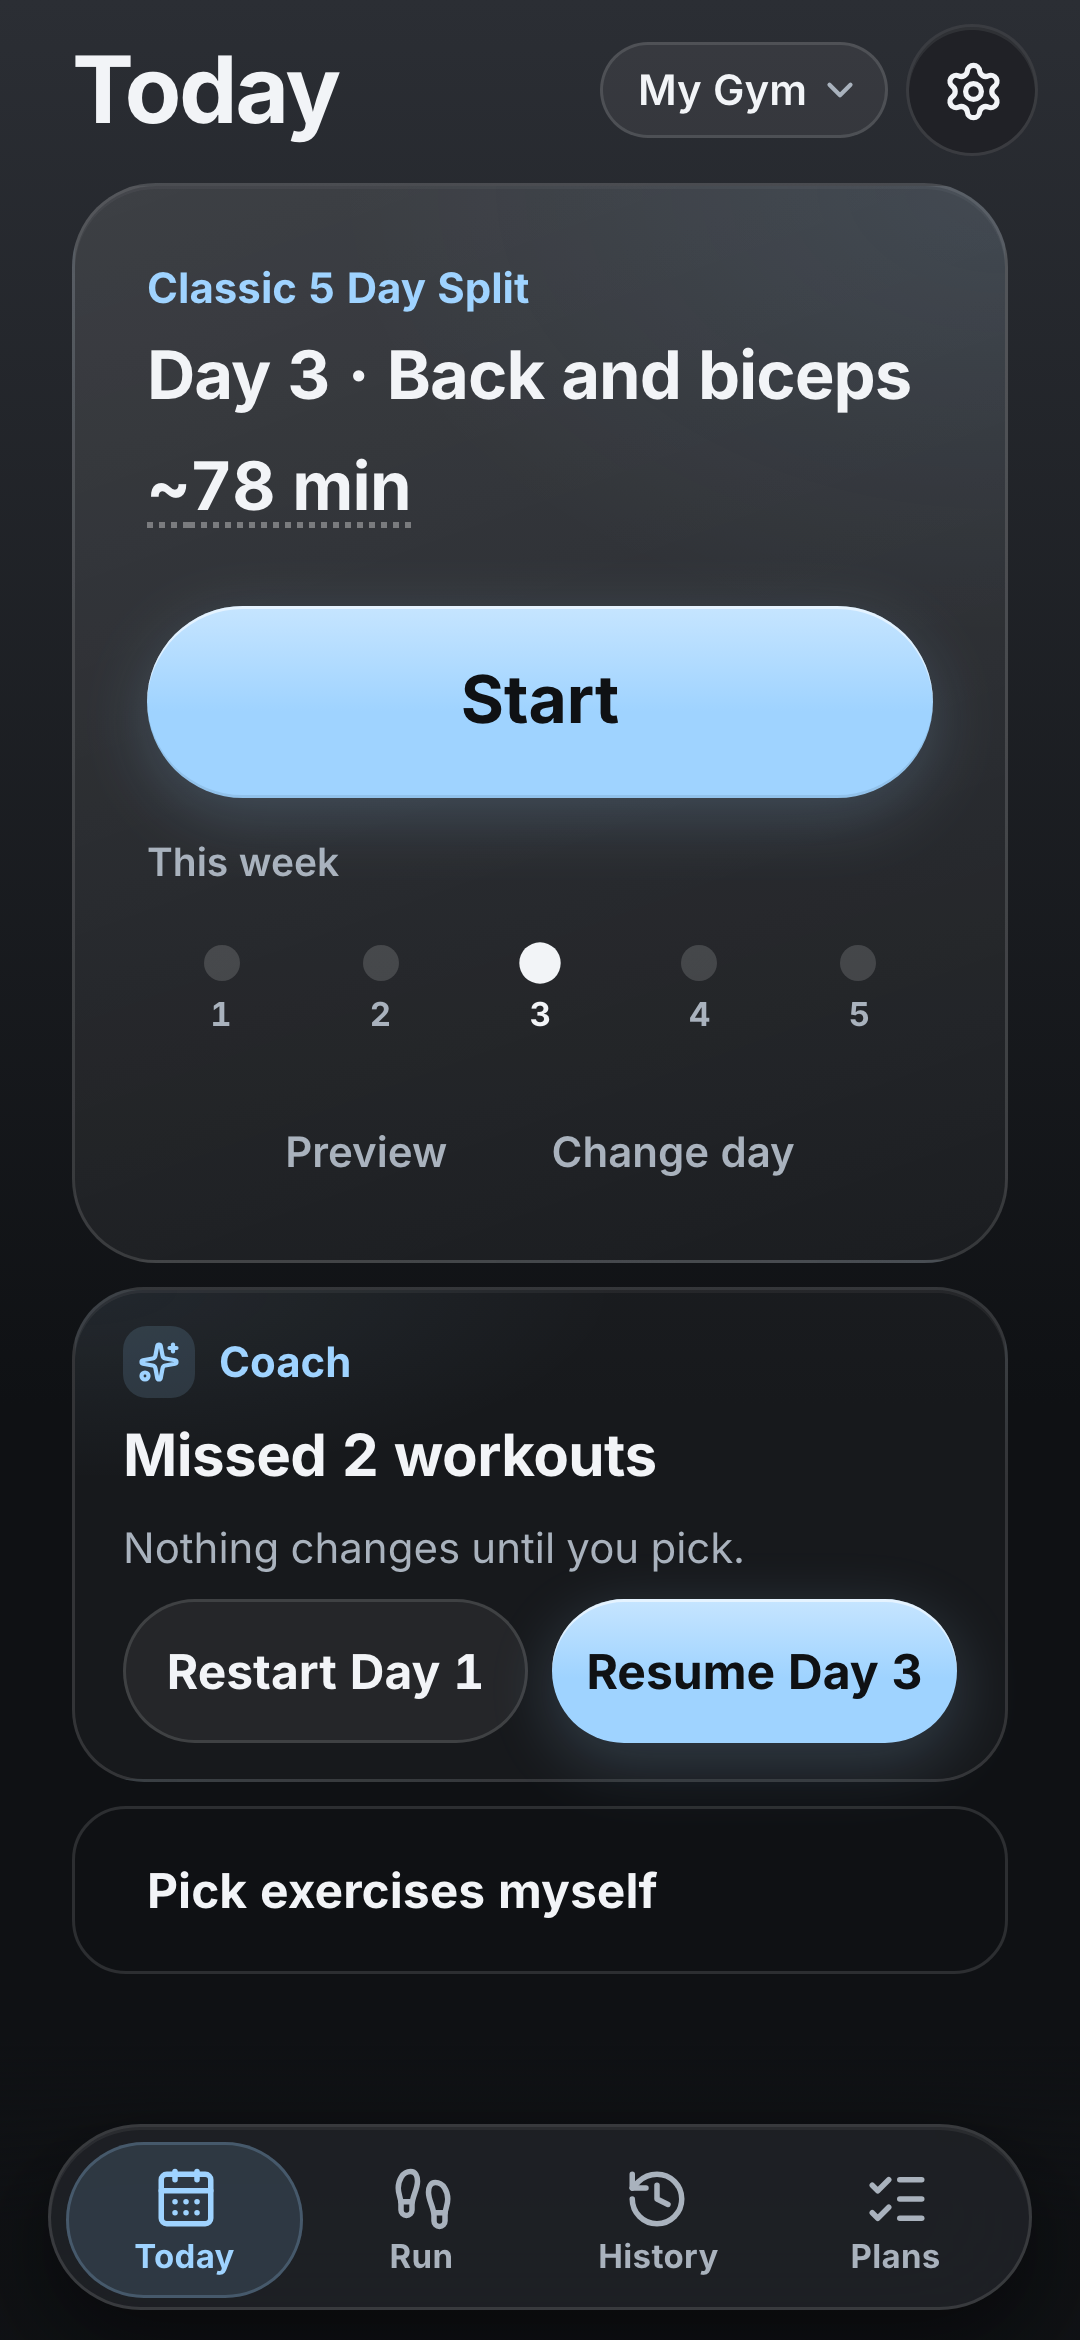 Today
My Gym
Classic 5 Day Split
Day 3 · Back and biceps
~78 min
Start
This week
1 2 3 4 5
Preview Change day
Coach
Missed 2 workouts
Nothing changes until you pick.
Restart Day 1 Resume Day 3
Pick exercises myself
Today Run History Plans